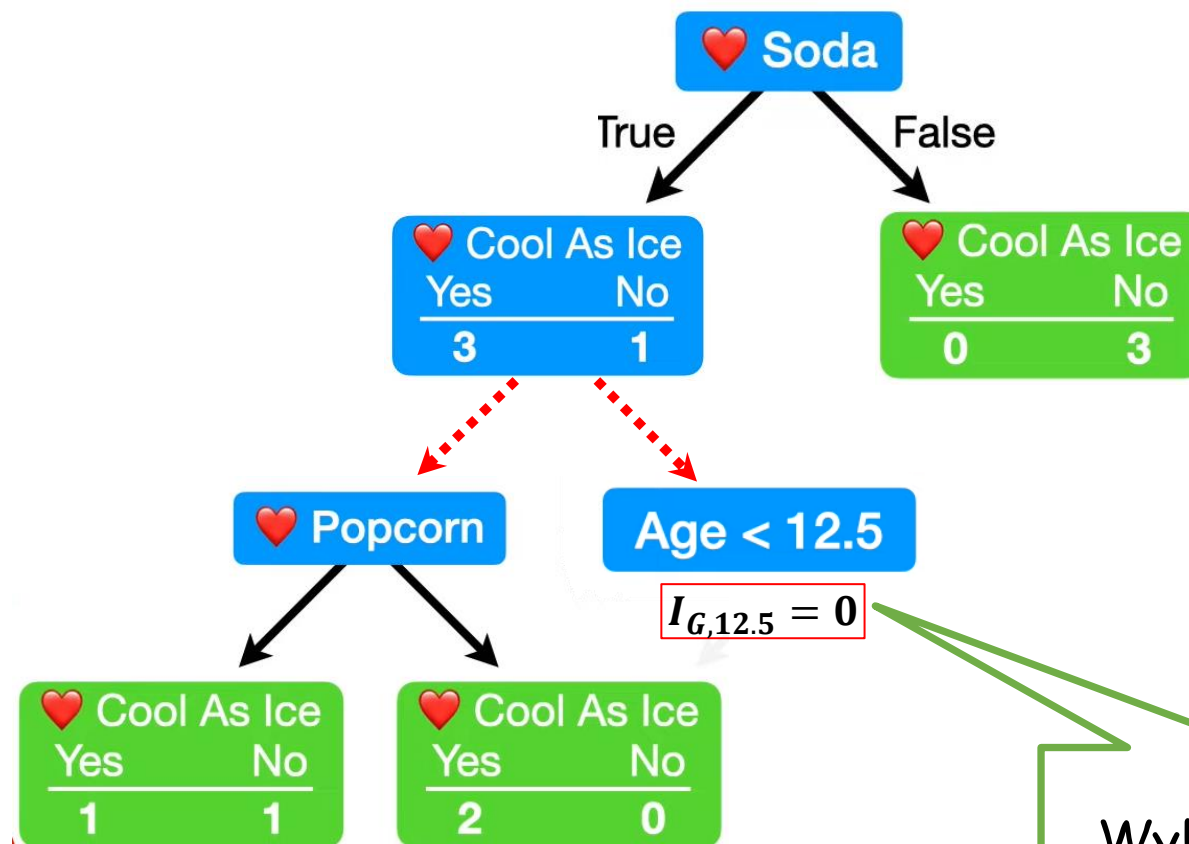 ❤️ Soda
True False
❤️ Cool As Ice
Yes No
3 1
❤️ Cool As Ice
Yes No
0 3
❤️ Popcorn
Age < 12.5
I_{G,12.5} = 0
❤️ Cool As Ice
Yes No
1 1
❤️ Cool As Ice
Yes No
2 0